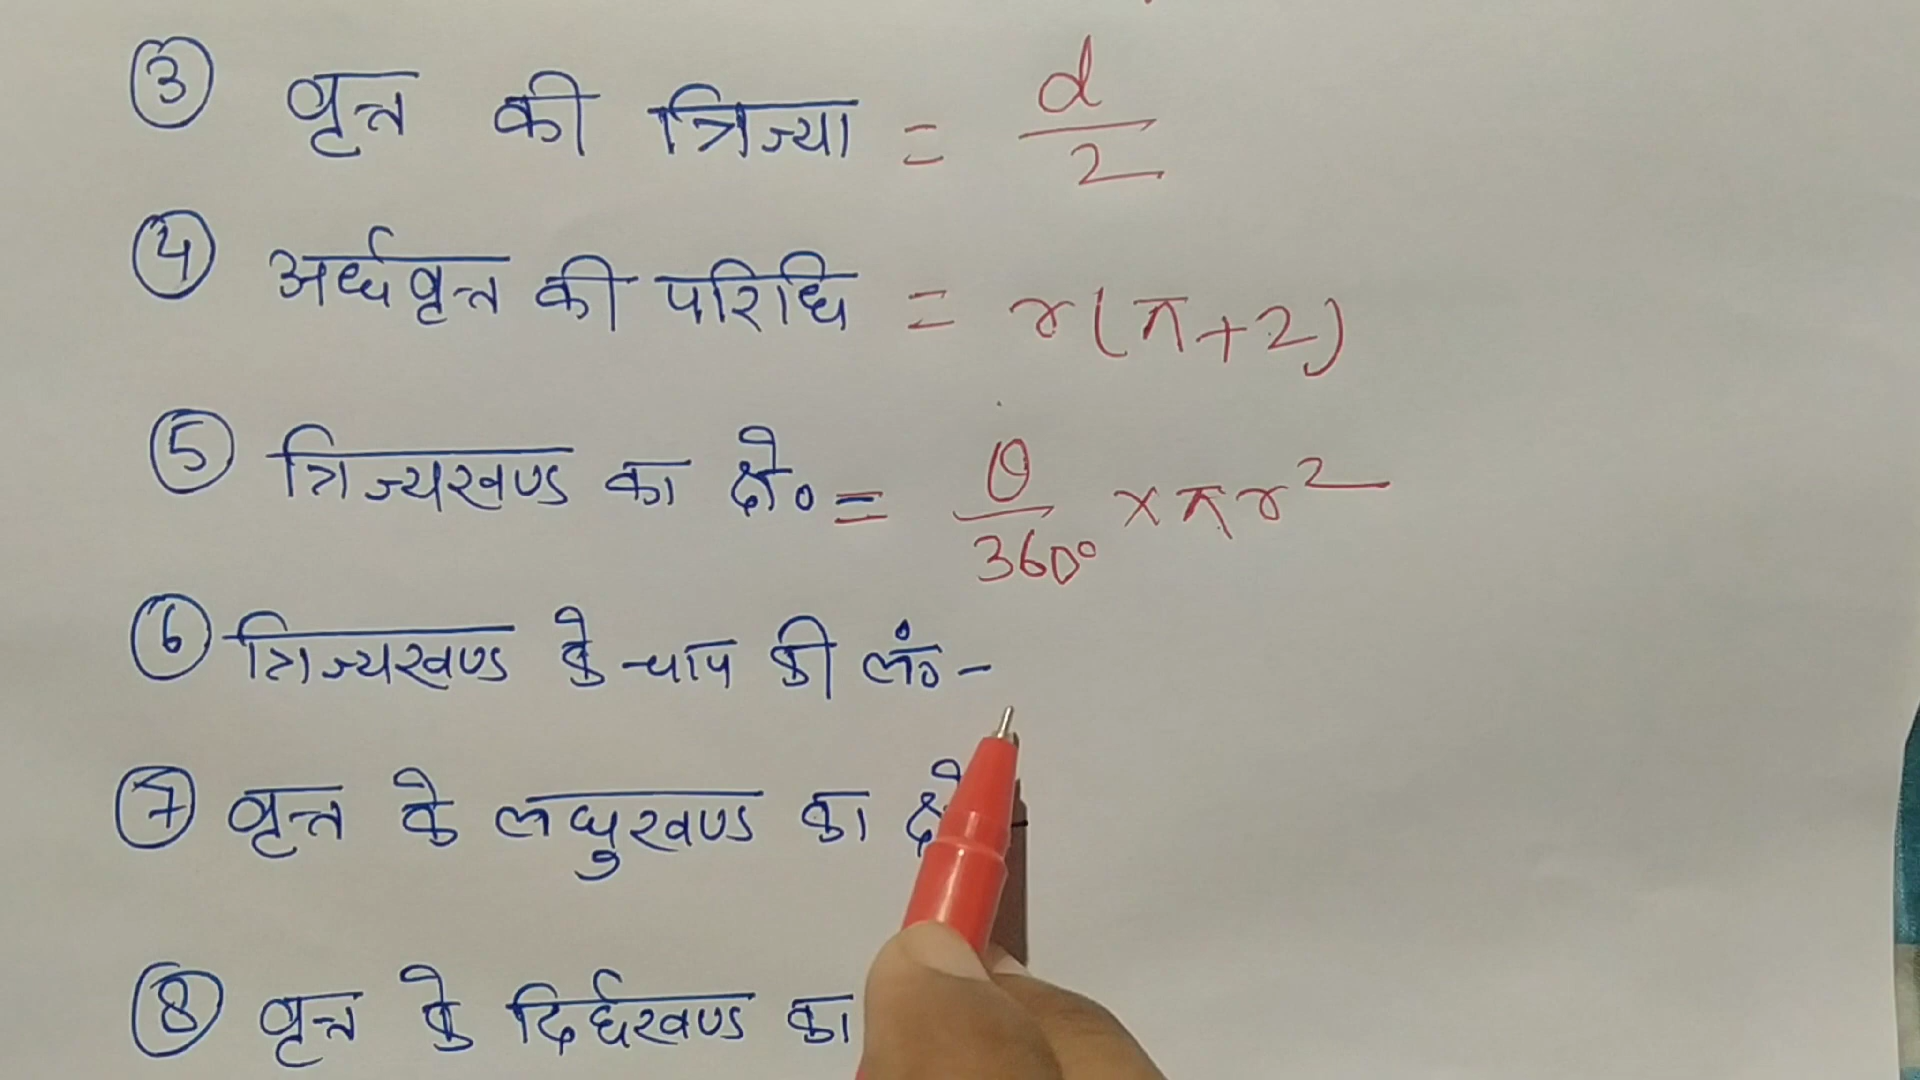 ③ वृत्त की त्रिज्या = d/2
④ अर्धवृत्त की परिधि = r(π+2)
⑤ त्रिज्यखण्ड का क्षे० = θ/360° × πr²
⑥ त्रिज्यखण्ड के चाप की लं० -
⑦ वृत्त के लघुखण्ड का
⑧ वृत्त के दिर्घखण्ड का